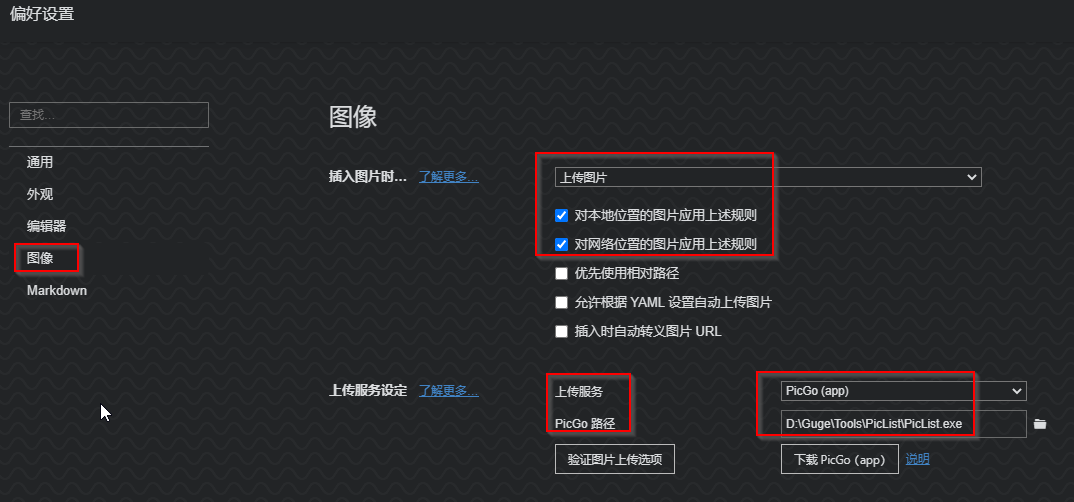 偏好设置
查找...
通用
外观
编辑器
图像
Markdown
图像
插入图片时... 了解更多...
上传图片
对本地位置的图片应用上述规则
对网络位置的图片应用上述规则
优先使用相对路径
允许根据 YAML 设置自动上传图片
插入时自动转义图片 URL
上传服务设定 了解更多...
上传服务 PicGo (app)
PicGo 路径 D:\Guge\Tools\PicList\PicList.exe
验证图片上传选项 下载 PicGo（app） 说明